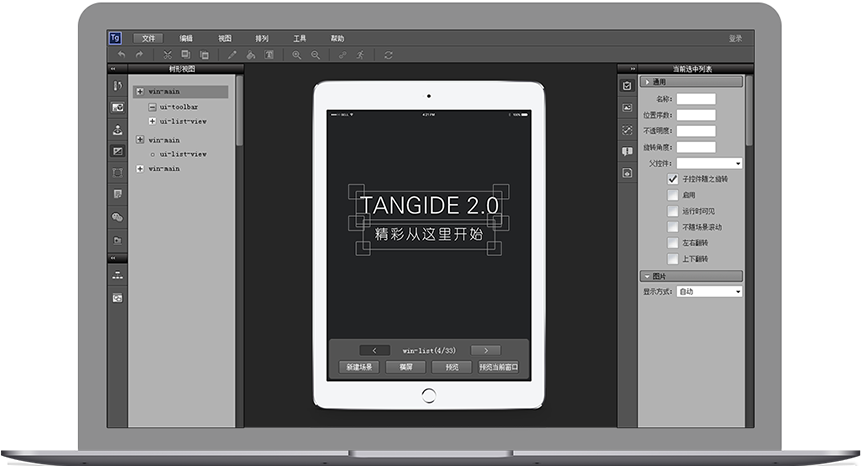 Tg 文件 编辑 视图 排列 工具 帮助 登录
树形视图
win-main
ui-toolbar
ui-list-view
win-main
ui-list-view
win-main
4:21 PM
TANGIDE 2.0
精彩从这里开始
< win-list(4/33) >
新建场景 横屏 预览 预览当前窗口
当前选中列表
通用
名称:
位置序数:
不透明度:
旋转角度:
父控件:
子控件随之旋转
启用
运行时可见
不随场景滚动
左右翻转
上下翻转
图片
显示方式: 自动